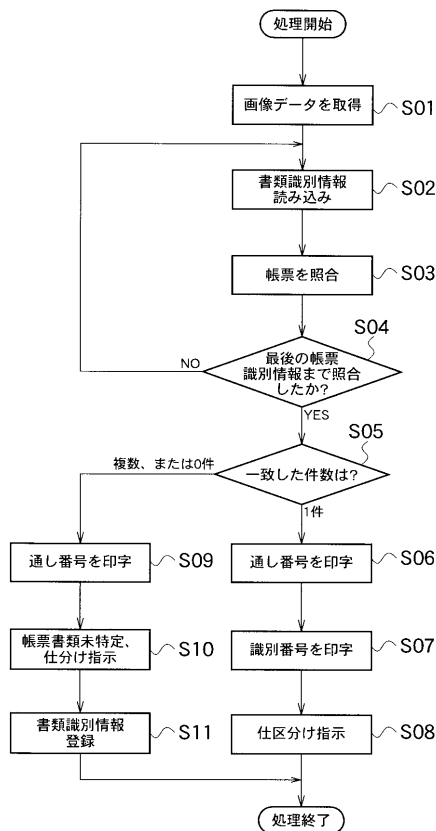 処理開始
画像データを取得
S01
書類識別情報
読み込み
S02
帳票を照合
S03
S04
最後の帳票
識別情報まで照合
したか?
NO
YES
S05
一致した件数は?
複数、または0件
1件
通し番号を印字
S09
通し番号を印字
S06
帳票書類未特定、
仕分け指示
S10
識別番号を印字
S07
書類識別情報
登録
S11
仕区分け指示
S08
処理終了